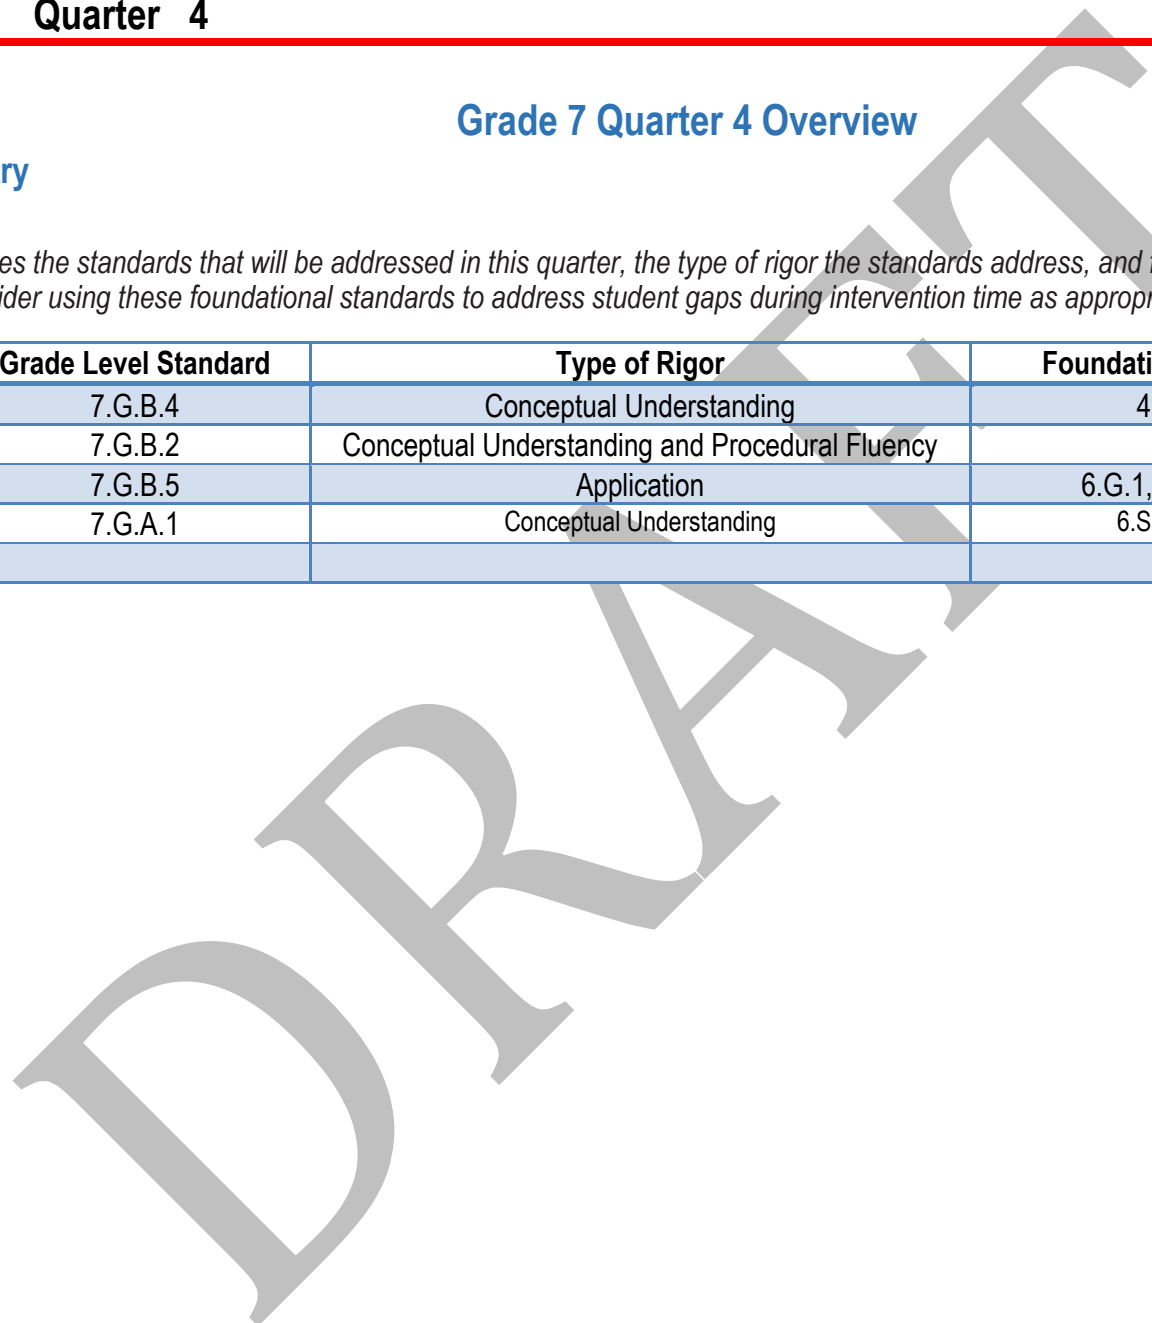 Quarter 4
Grade 7 Quarter 4 Overview
ry
es the standards that will be addressed in this quarter, the type of rigor the standards address, and f
ider using these foundational standards to address student gaps during intervention time as appropr
Grade Level Standard Type of Rigor Foundati
7.G.B.4 Conceptual Understanding 4
7.G.B.2 Conceptual Understanding and Procedural Fluency
7.G.B.5 Application 6.G.1,
7.G.A.1 Conceptual Understanding 6.S
DRAFT